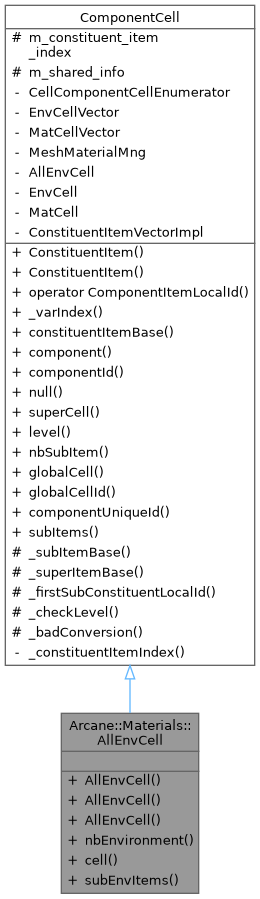 ComponentCell
# m_constituent_item
_index
# m_shared_info
- CellComponentCellEnumerator
- EnvCellVector
- MatCellVector
- MeshMaterialMng
- AllEnvCell
- EnvCell
- MatCell
- ConstituentItemVectorImpl
+ ConstituentItem()
+ ConstituentItem()
+ operator ComponentItemLocalId()
+ _varIndex()
+ constituentItemBase()
+ component()
+ componentId()
+ null()
+ superCell()
+ level()
+ nbSubItem()
+ globalCell()
+ globalCellId()
+ componentUniqueId()
+ subItems()
# _subItemBase()
# _superItemBase()
# _firstSubConstituentLocalId()
# _checkLevel()
# _badConversion()
- _constituentItemIndex()
Arcane::Materials::
AllEnvCell
+ AllEnvCell()
+ AllEnvCell()
+ AllEnvCell()
+ nbEnvironment()
+ cell()
+ subEnvItems()